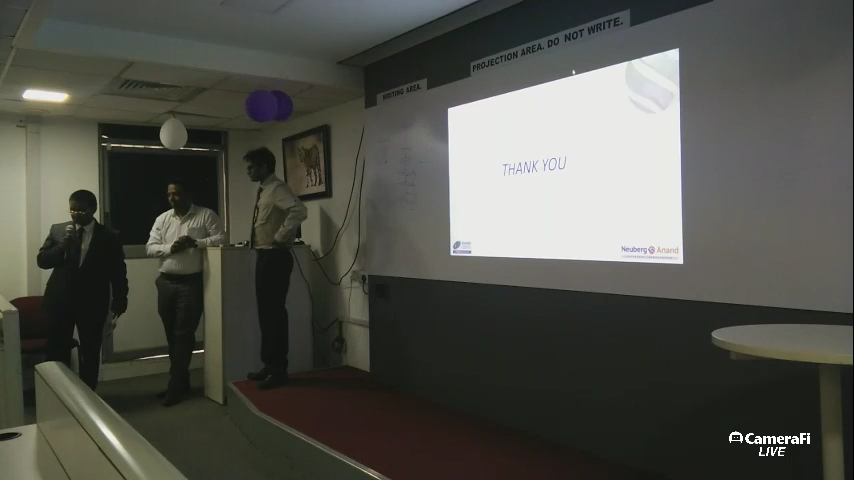 PROJECTION AREA. DO NOT WRITE.
WRITING AREA.
THANK YOU
Neuberg Anand
CameraFi
LIVE